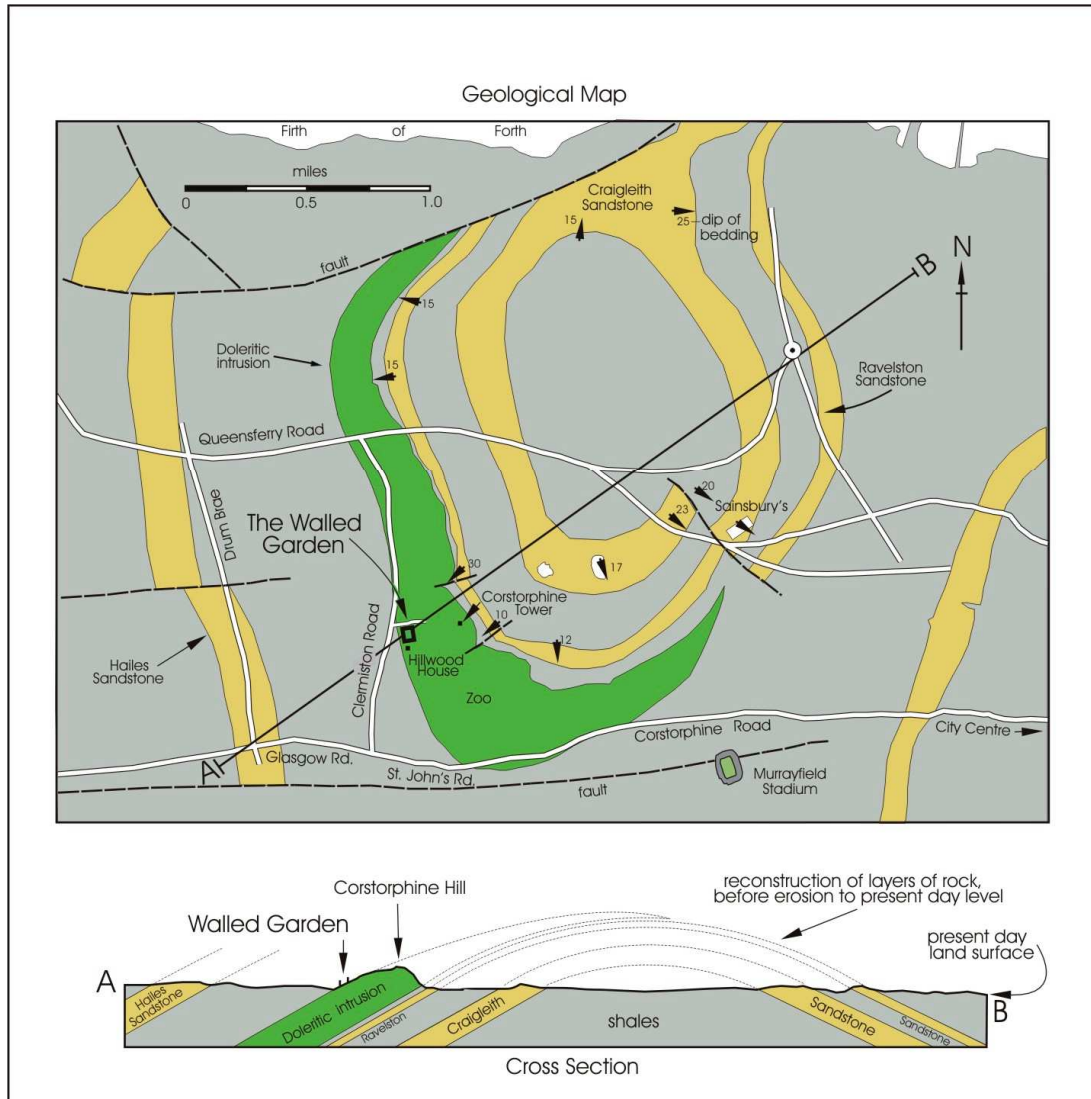 Geological Map
Firth of Forth
miles
0 0.5 1.0
Craigleith
Sandstone
15
25
dip of
bedding
N
B
fault
15
Doleritic
intrusion
15
Ravelston
Sandstone
Queensferry Road
Drum Brae
20
Sainsbury's
23
The Walled
Garden
30
17
Corstorphine
Tower
10
12
Hailes
Sandstone
Clermiston Road
Hillwood
House
Zoo
Corstorphine Road
City Centre
A
Glasgow Rd.
St. John's Rd.
fault
Murrayfield
Stadium
Corstorphine Hill
reconstruction of layers of rock,
before erosion to present day level
Walled Garden
present day
land surface
A
Hailes
Sandstone
Doleritic intrusion
Ravelston
Craigleith
shales
Sandstone
Sandstone
B
Cross Section